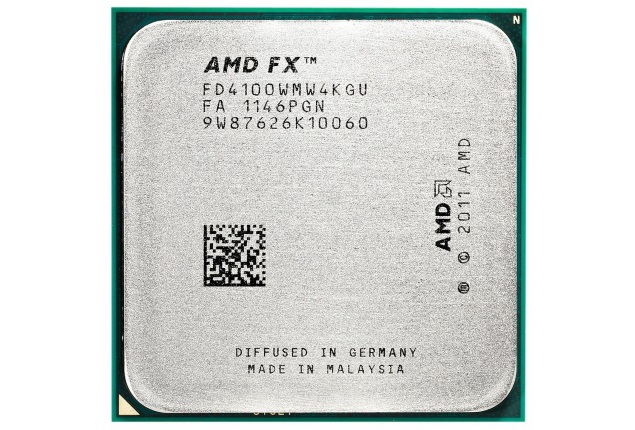 AMD FX™
FD4100WMW4KGU
FA 1146PGN
9W87626K10060
AMD
® © 2011 AMD
DIFFUSED IN GERMANY
MADE IN MALAYSIA
N